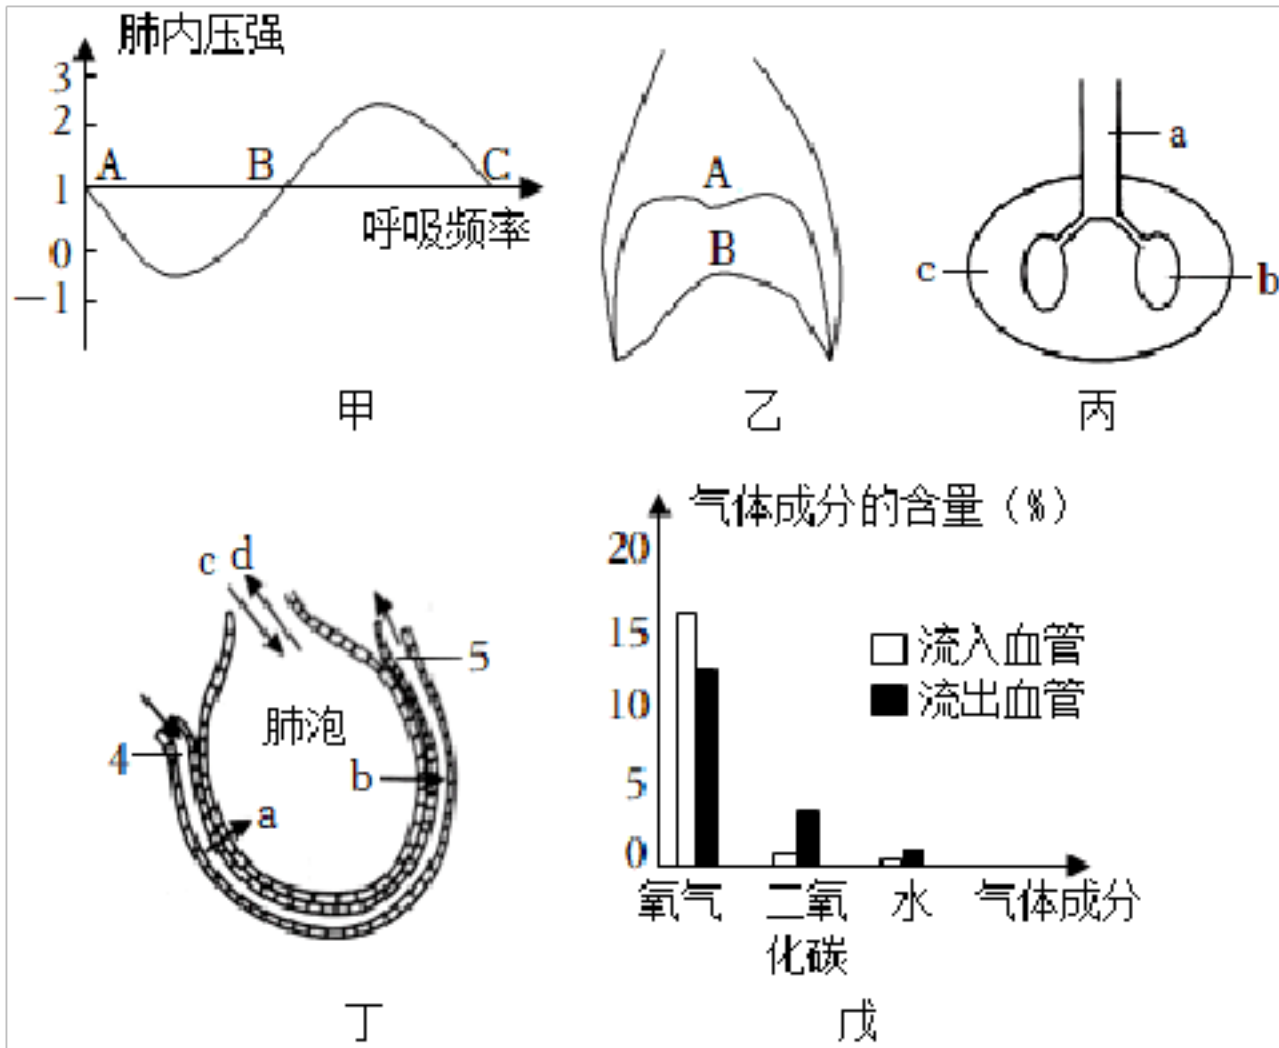 肺内压强
3
2
1
0
-1
A
B
C
呼吸频率
甲
A
B
乙
a
b
c
丙
c
d
5
肺泡
4
b
a
丁
气体成分的含量（%）
20
15
10
5
0
流入血管
流出血管
氧气
二氧
化碳
水
气体成分
戊